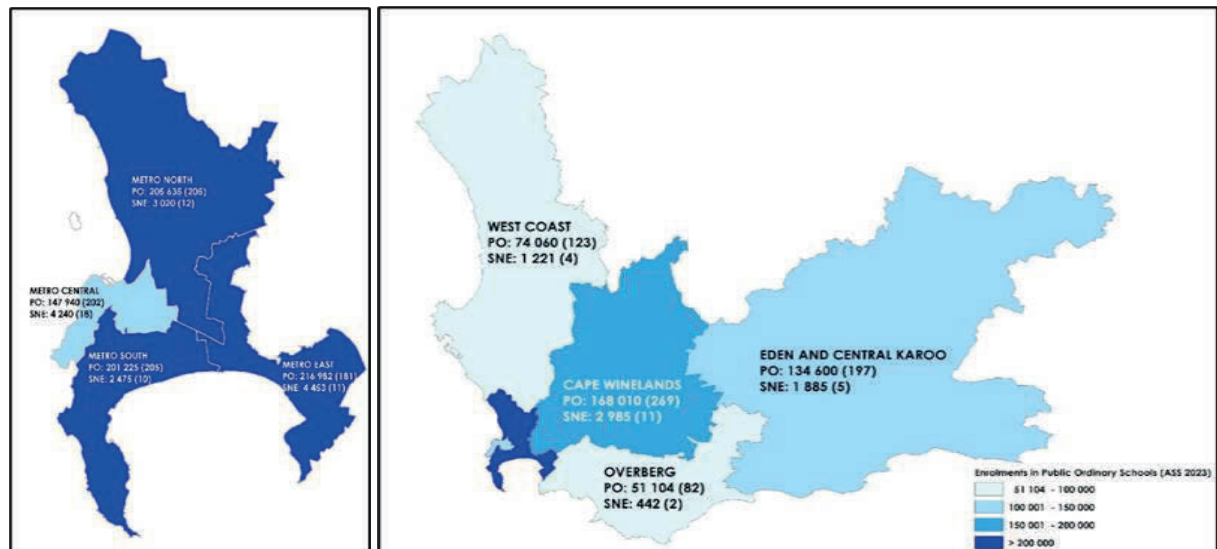 METRO NORTH
PO: 205 635 (205)
SNE: 3 020 (12)
METRO CENTRAL
PO: 147 940 (202)
SNE: 4 240 (18)
METRO SOUTH
PO: 201 225 (205)
SNE: 2 475 (10)
METRO EAST
PO: 216 982 (181)
SNE: 4 453 (11)
WEST COAST
PO: 74 060 (123)
SNE: 1 221 (4)
CAPE WINELANDS
PO: 168 010 (269)
SNE: 2 985 (11)
EDEN AND CENTRAL KAROO
PO: 134 600 (197)
SNE: 1 885 (5)
OVERBERG
PO: 51 104 (82)
SNE: 442 (2)
Enrolments in Public Ordinary Schools (ASS 2023)
51 104 - 100 000
100 001 - 150 000
150 001 - 200 000
> 200 000